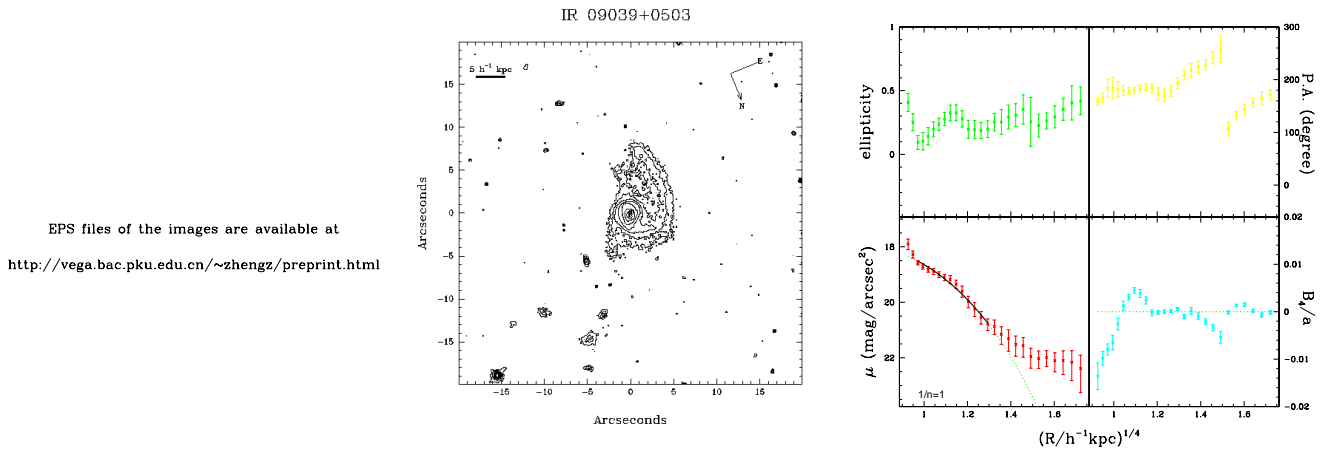 IR 09039+0503
EPS files of the images are available at
http://vega.bac.pku.edu.cn/~zhengz/preprint.html
5 h⁻¹ kpc
E
N
15
10
5
0
−5
−10
−15
Arcseconds
−15 −10 −5 0 5 10 15
Arcseconds
1
0.5
0
ellipticity
300
200
100
0
P.A. (degree)
18
20
22
μ (mag/arcsec²)
1/n=1
0.02
0.01
0
−0.01
−0.02
B₄/a
1 1.2 1.4 1.6 1 1.2 1.4 1.6
(R/h⁻¹kpc)¹ᐟ⁴